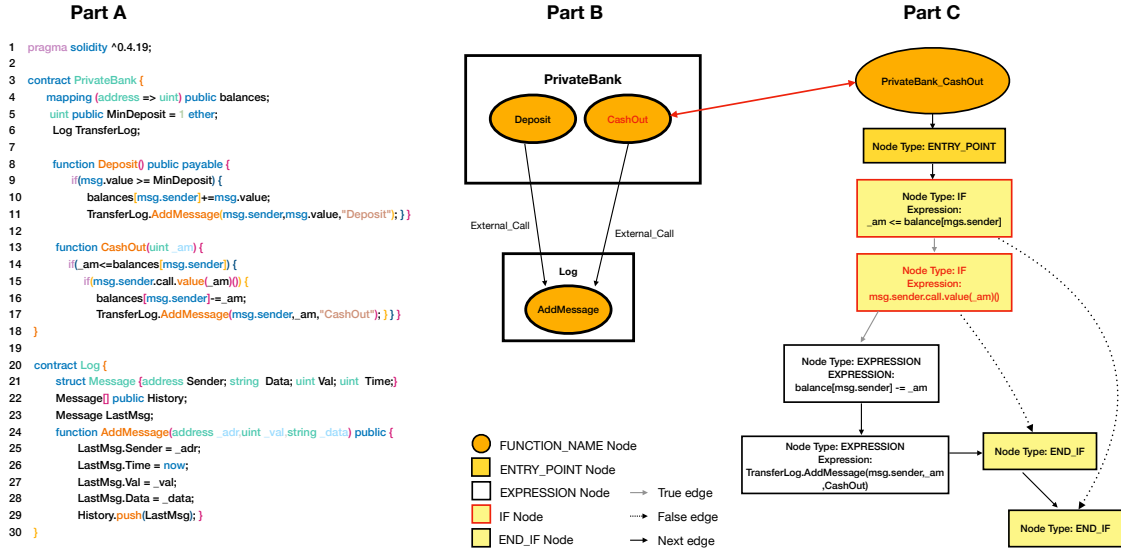 Part A
1 pragma solidity ^0.4.19;
2
3 contract PrivateBank {
4 mapping (address => uint) public balances;
5 uint public MinDeposit = 1 ether;
6 Log TransferLog;
7
8 function Deposit() public payable {
9 if(msg.value >= MinDeposit) {
10 balances[msg.sender]+=msg.value;
11 TransferLog.AddMessage(msg.sender,msg.value,"Deposit"); } }
12
13 function CashOut(uint _am) {
14 if(_am<=balances[msg.sender]) {
15 if(msg.sender.call.value(_am)()) {
16 balances[msg.sender]-=_am;
17 TransferLog.AddMessage(msg.sender,_am,"CashOut"); } } }
18 }
19
20 contract Log {
21 struct Message {address Sender; string Data; uint Val; uint Time;}
22 Message[] public History;
23 Message LastMsg;
24 function AddMessage(address _adr,uint _val,string _data) public {
25 LastMsg.Sender = _adr;
26 LastMsg.Time = now;
27 LastMsg.Val = _val;
28 LastMsg.Data = _data;
29 History.push(LastMsg); }
30 }
Part B
PrivateBank
Deposit
CashOut
External_Call
External_Call
Log
AddMessage
FUNCTION_NAME Node
ENTRY_POINT Node
EXPRESSION Node
IF Node
END_IF Node
True edge
False edge
Next edge
Part C
PrivateBank_CashOut
Node Type: ENTRY_POINT
Node Type: IF
Expression:
_am <= balance[mgs.sender]
Node Type: IF
Expression:
msg.sender.call.value(_am)()
Node Type: EXPRESSION
EXPRESSION:
balance[msg.sender] -= _am
Node Type: EXPRESSION
Expression:
TransferLog.AddMessage(msg.sender,_am
,CashOut)
Node Type: END_IF
Node Type: END_IF